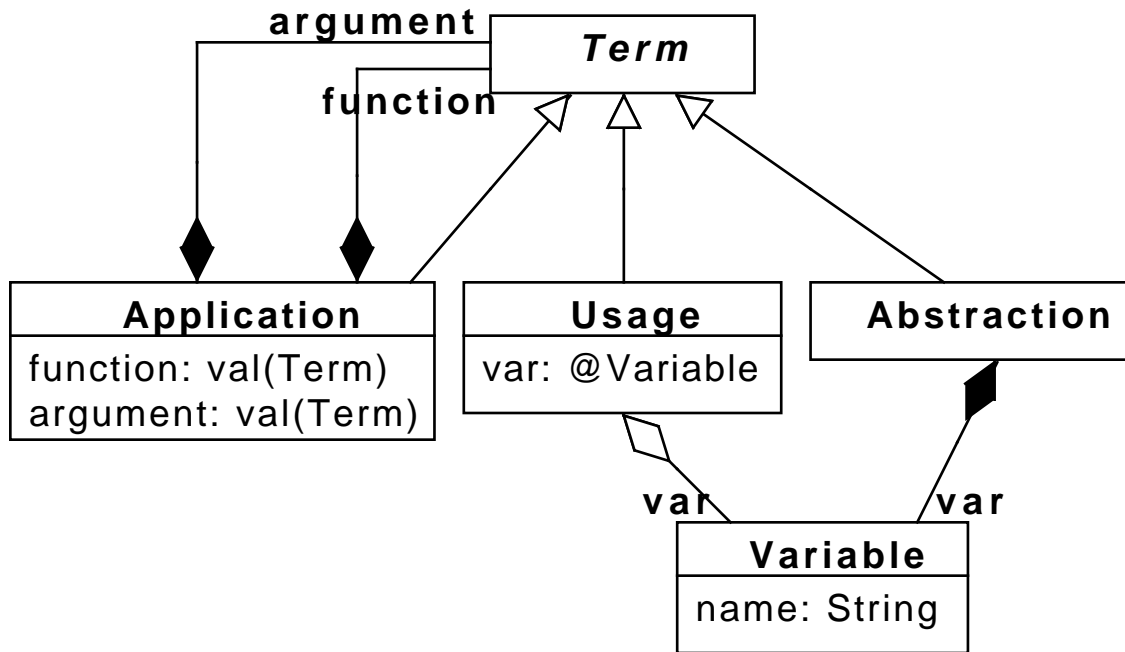 argument
Term
function
Application
function: val(Term)
argument: val(Term)
Usage
var: @Variable
Abstraction
var
var
Variable
name: String